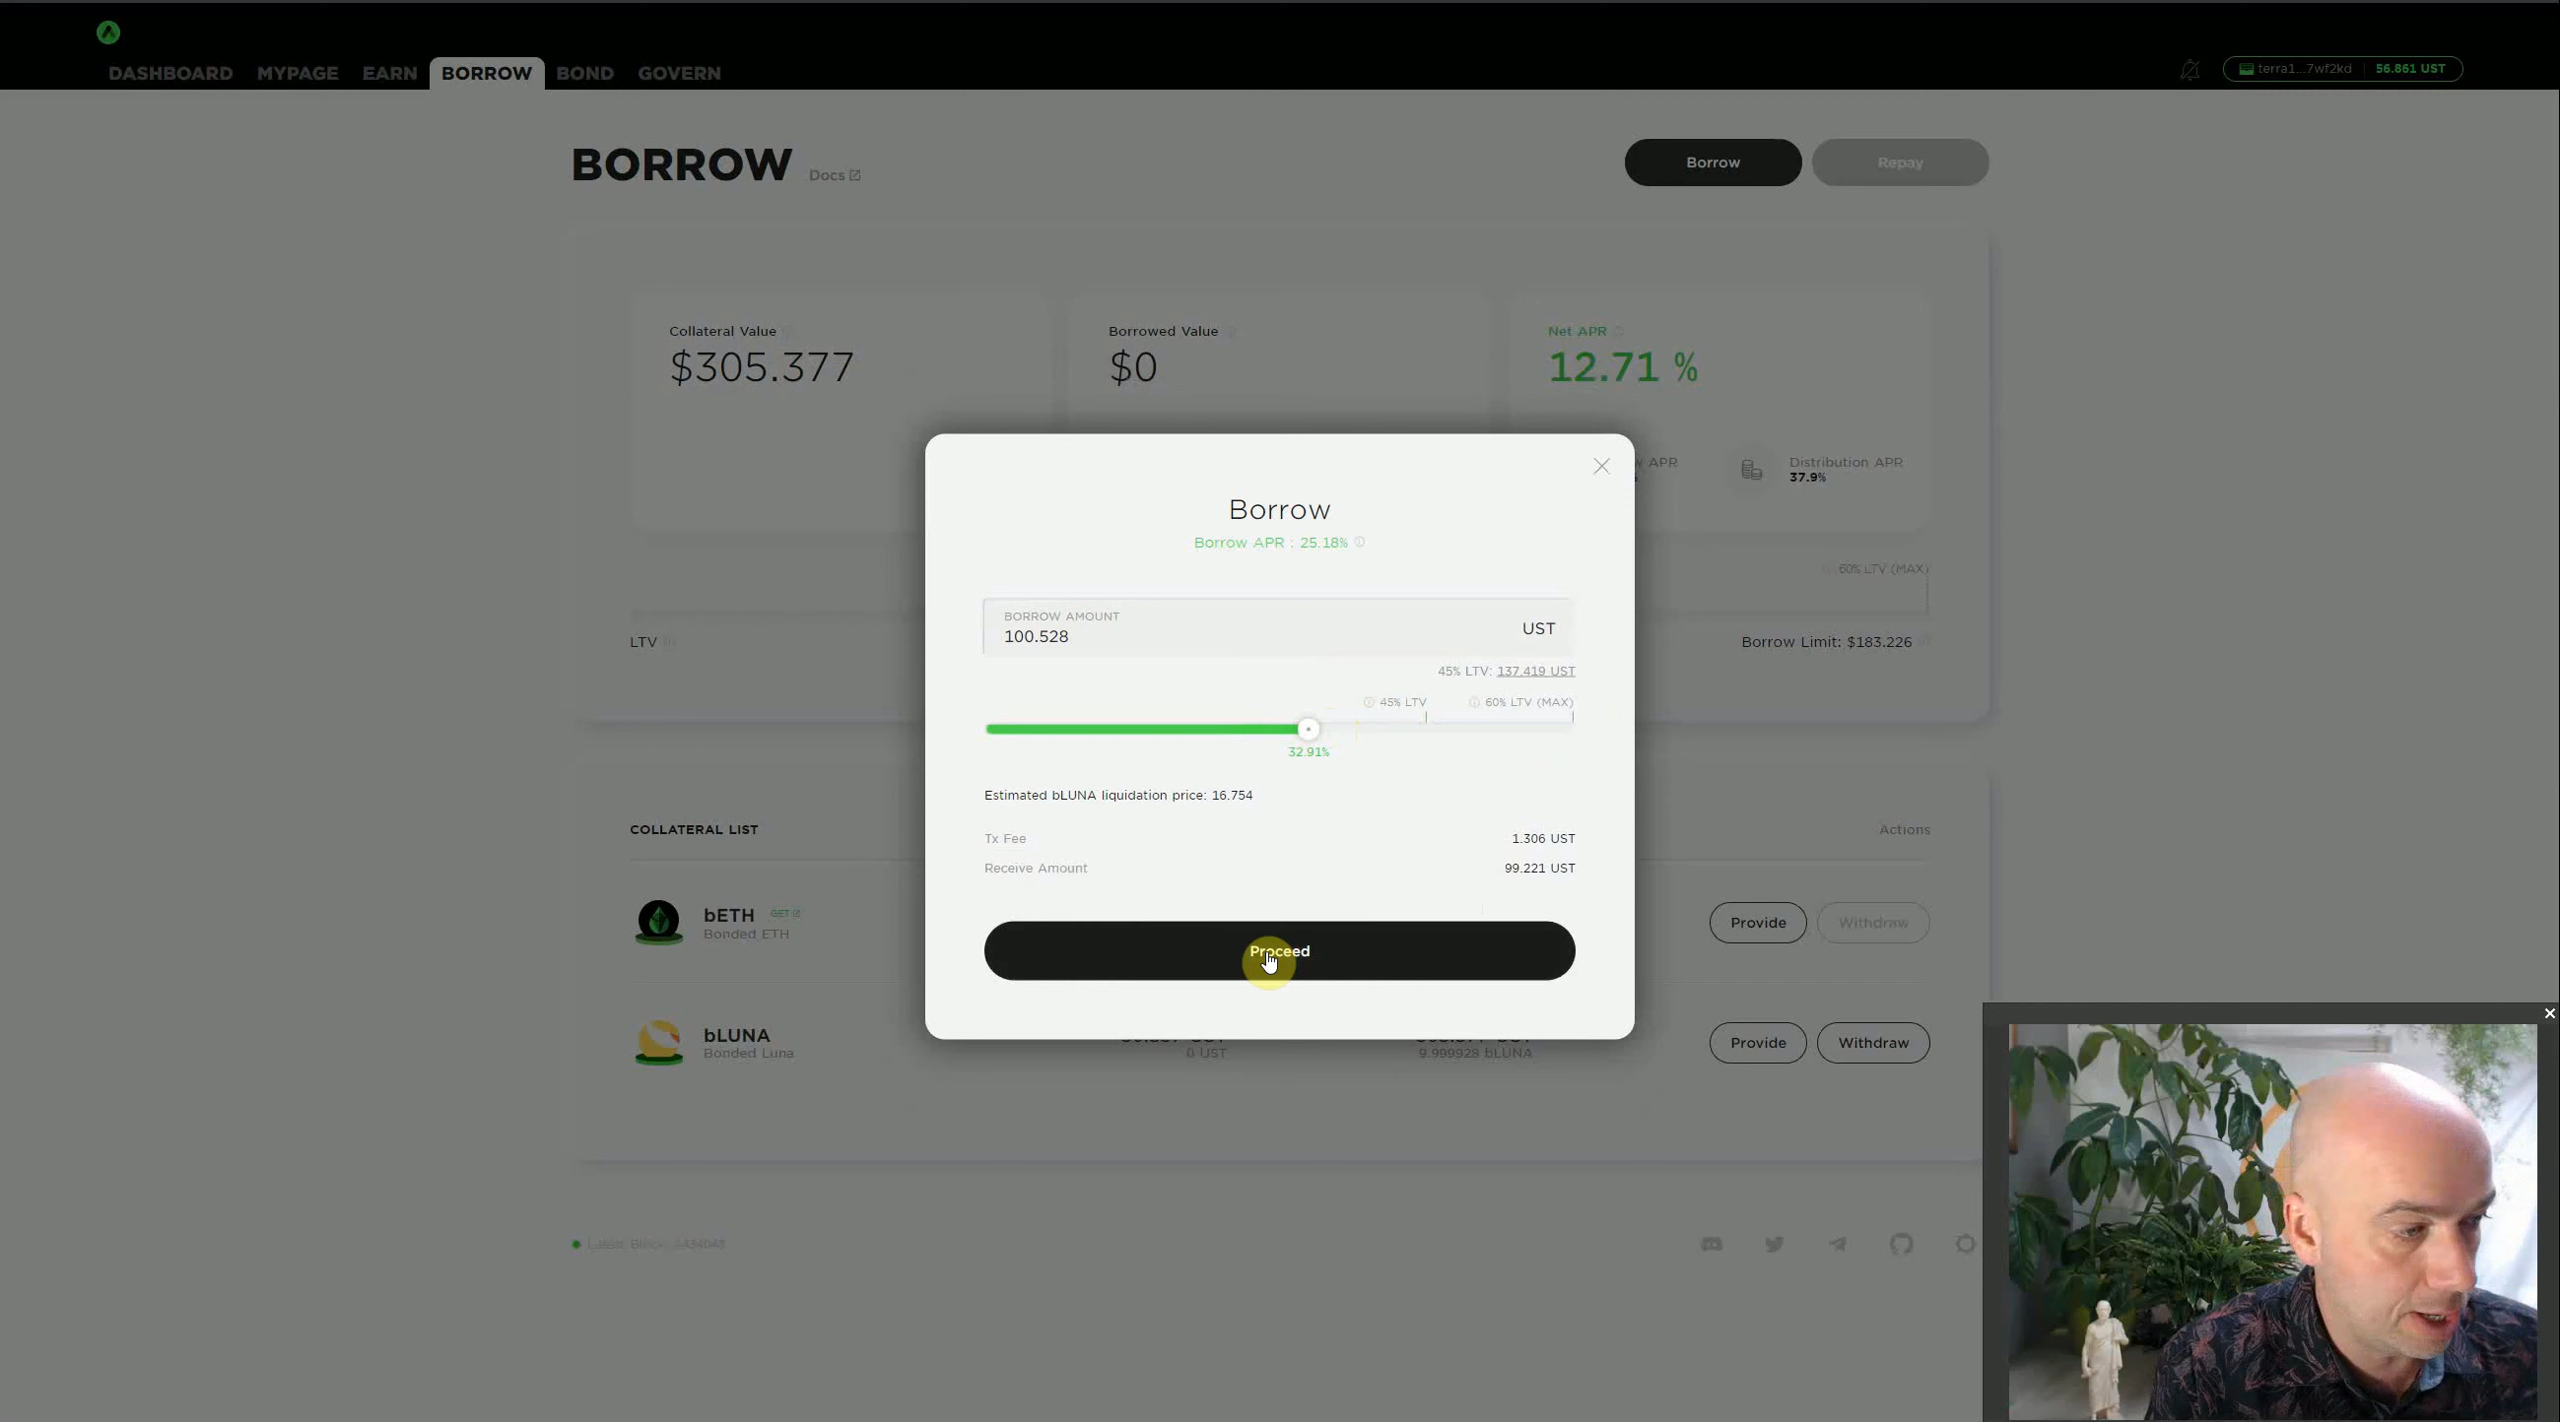 DASHBOARD MYPAGE EARN BORROW BOND GOVERN
terra1...7wf2kd 56.861 UST
BORROW Docs
Borrow Repay
Collateral Value
$305.377
Borrowed Value
$0
Net APR
12.71 %
APR
Distribution APR
37.9%
60% LTV (MAX)
LTV
Borrow Limit: $183.226
Borrow
Borrow APR : 25.18%
BORROW AMOUNT
100.528
UST
45% LTV: 137.419 UST
45% LTV
60% LTV (MAX)
32.91%
Estimated bLUNA liquidation price: 16.754
Tx Fee 1.306 UST
Receive Amount 99.221 UST
Proceed
COLLATERAL LIST
Actions
bETH GET
Bonded ETH
Provide Withdraw
bLUNA
Bonded Luna
0 UST
9.999928 bLUNA
Provide Withdraw